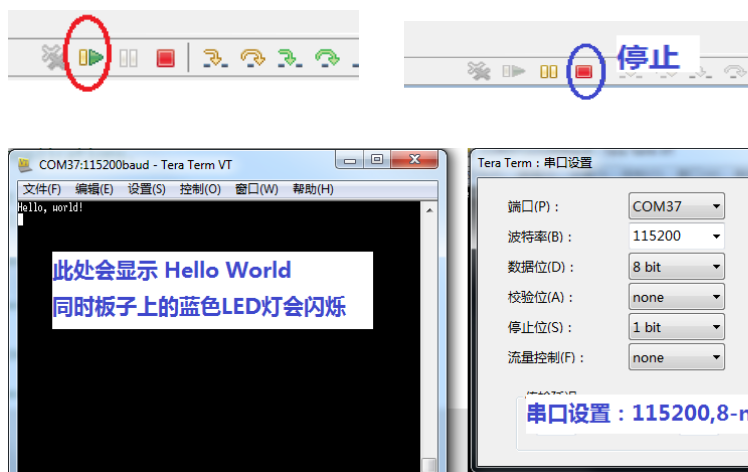 停止
COM37:115200baud - Tera Term VT
文件(F) 编辑(E) 设置(S) 控制(O) 窗口(W) 帮助(H)
Hello, world!
此处会显示 Hello World
同时板子上的蓝色LED灯会闪烁
Tera Term：串口设置
端口(P)： COM37
波特率(B)： 115200
数据位(D)： 8 bit
校验位(A)： none
停止位(S)： 1 bit
流量控制(F)： none
串口设置：115200,8-n